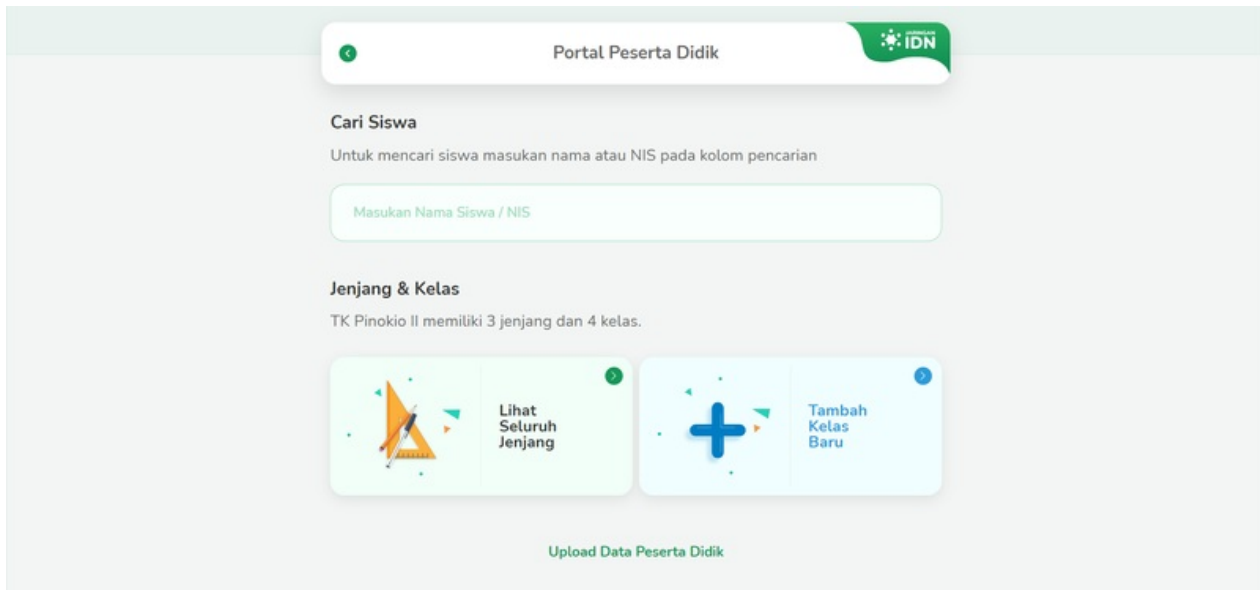 Portal Peserta Didik
IDN
Cari Siswa
Untuk mencari siswa masukan nama atau NIS pada kolom pencarian
Masukan Nama Siswa / NIS
Jenjang & Kelas
TK Pinokio II memiliki 3 jenjang dan 4 kelas.
Lihat
Seluruh
Jenjang
Tambah
Kelas
Baru
Upload Data Peserta Didik